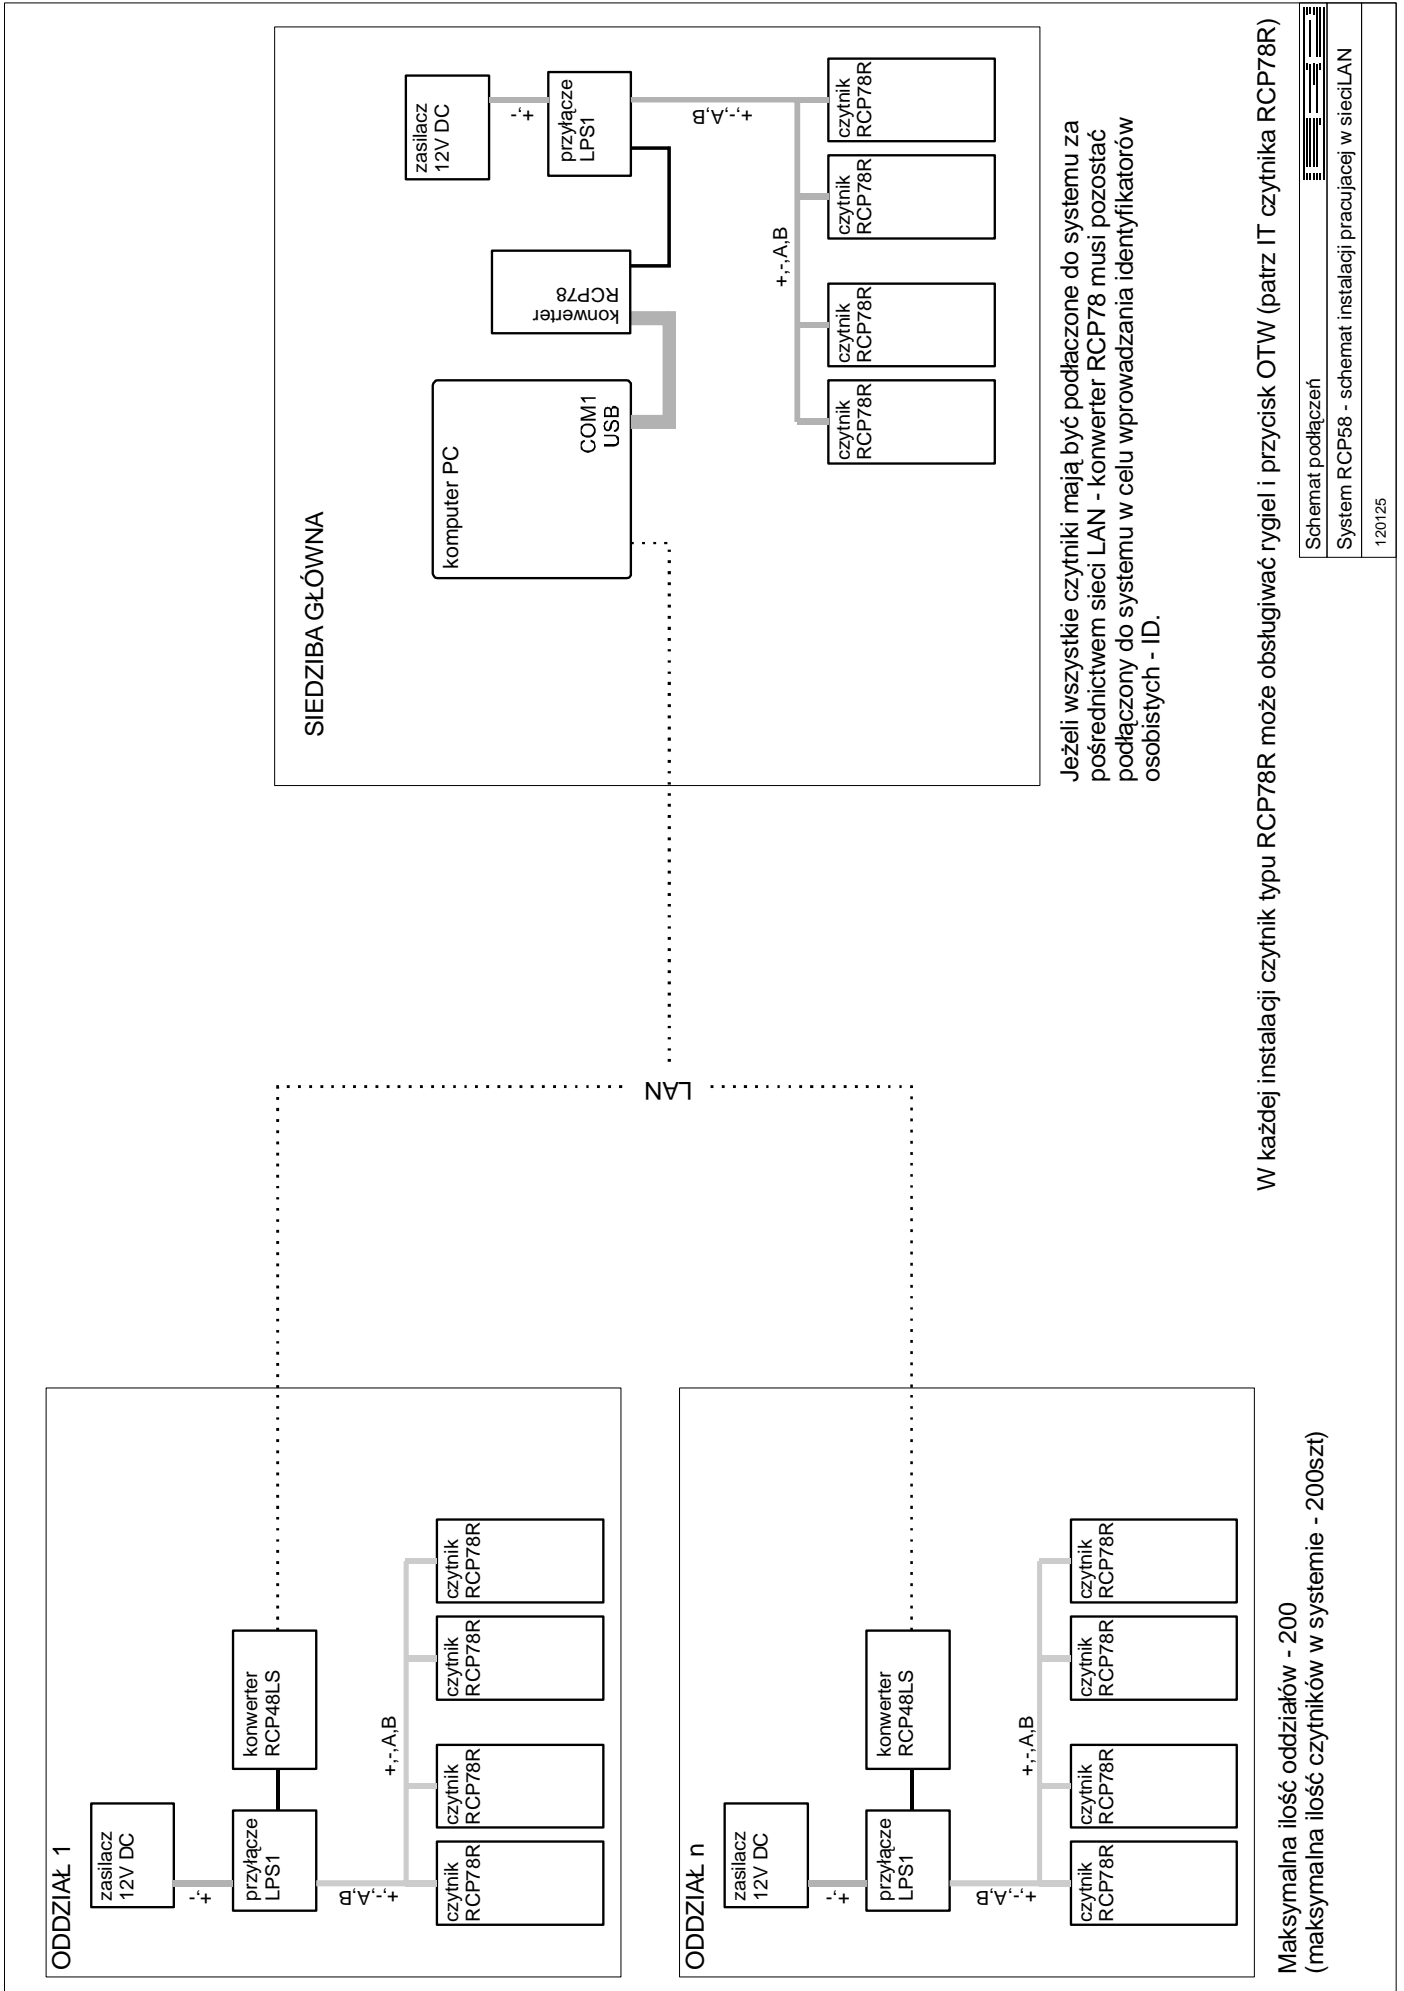 ODDZIAŁ 1
zasilacz
12V DC
+,-
przyłącze
LPS1
konwerter
RCP48LS
+,-,A,B
+,-,A,B
czytnik
RCP78R
czytnik
RCP78R
czytnik
RCP78R
czytnik
RCP78R
ODDZIAŁ n
zasilacz
12V DC
+,-
przyłącze
LPS1
konwerter
RCP48LS
+,-,A,B
+,-,A,B
czytnik
RCP78R
czytnik
RCP78R
czytnik
RCP78R
czytnik
RCP78R
Maksymalna ilość oddziałów - 200
(maksymalna ilość czytników w systemie - 200szt)
LAN
SIEDZIBA GŁÓWNA
komputer PC
COM1
USB
konwerter
RCP78
zasilacz
12V DC
+,-
przyłącze
LPS1
+,-,A,B
+,-,A,B
czytnik
RCP78R
czytnik
RCP78R
czytnik
RCP78R
czytnik
RCP78R
Jeżeli wszystkie czytniki mają być podłaczone do systemu za
pośrednictwem sieci LAN - konwerter RCP78 musi pozostać
podłączony do systemu w celu wprowadzania identyfikatorów
osobistych - ID.
W każdej instalacji czytnik typu RCP78R może obsługiwać rygiel i przycisk OTW (patrz IT czytnika RCP78R)
Schemat podłączeń
System RCP58 - schemat instalacji pracujacej w sieciLAN
120125